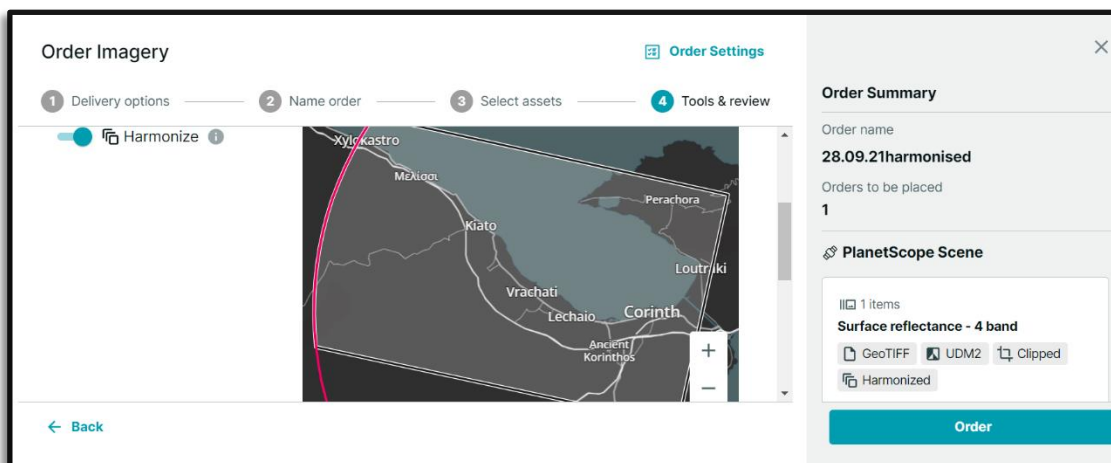 Order Imagery
Order Settings
1 Delivery options
2 Name order
3 Select assets
4 Tools & review
Harmonize
Xylokastro
Μελίσσι
Perachora
Kiato
Loutraki
Vrachati
Lechaio
Corinth
Ancient
Korinthos
+
−
Back
Order Summary
Order name
28.09.21harmonised
Orders to be placed
1
PlanetScope Scene
1 items
Surface reflectance - 4 band
GeoTIFF UDM2 Clipped
Harmonized
Order